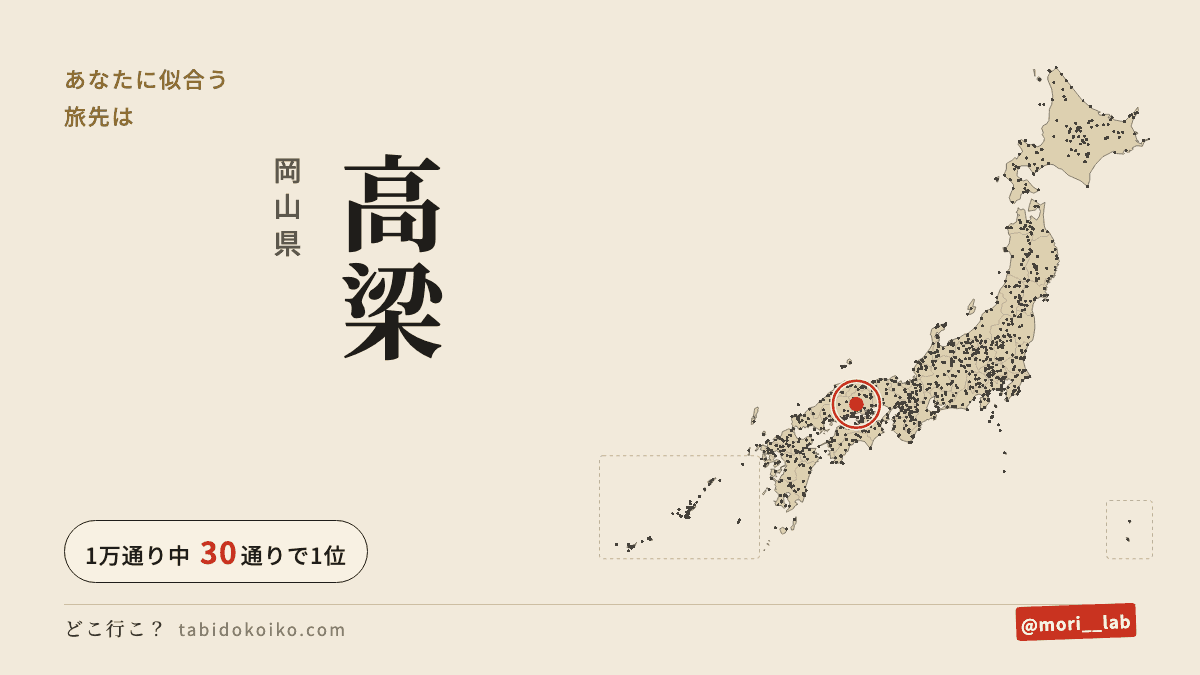 あなたに似合う
旅先は
高梁
岡山県
1万通り中 30通りで1位
どこ行こ? tabidokoiko.com
@mori__lab